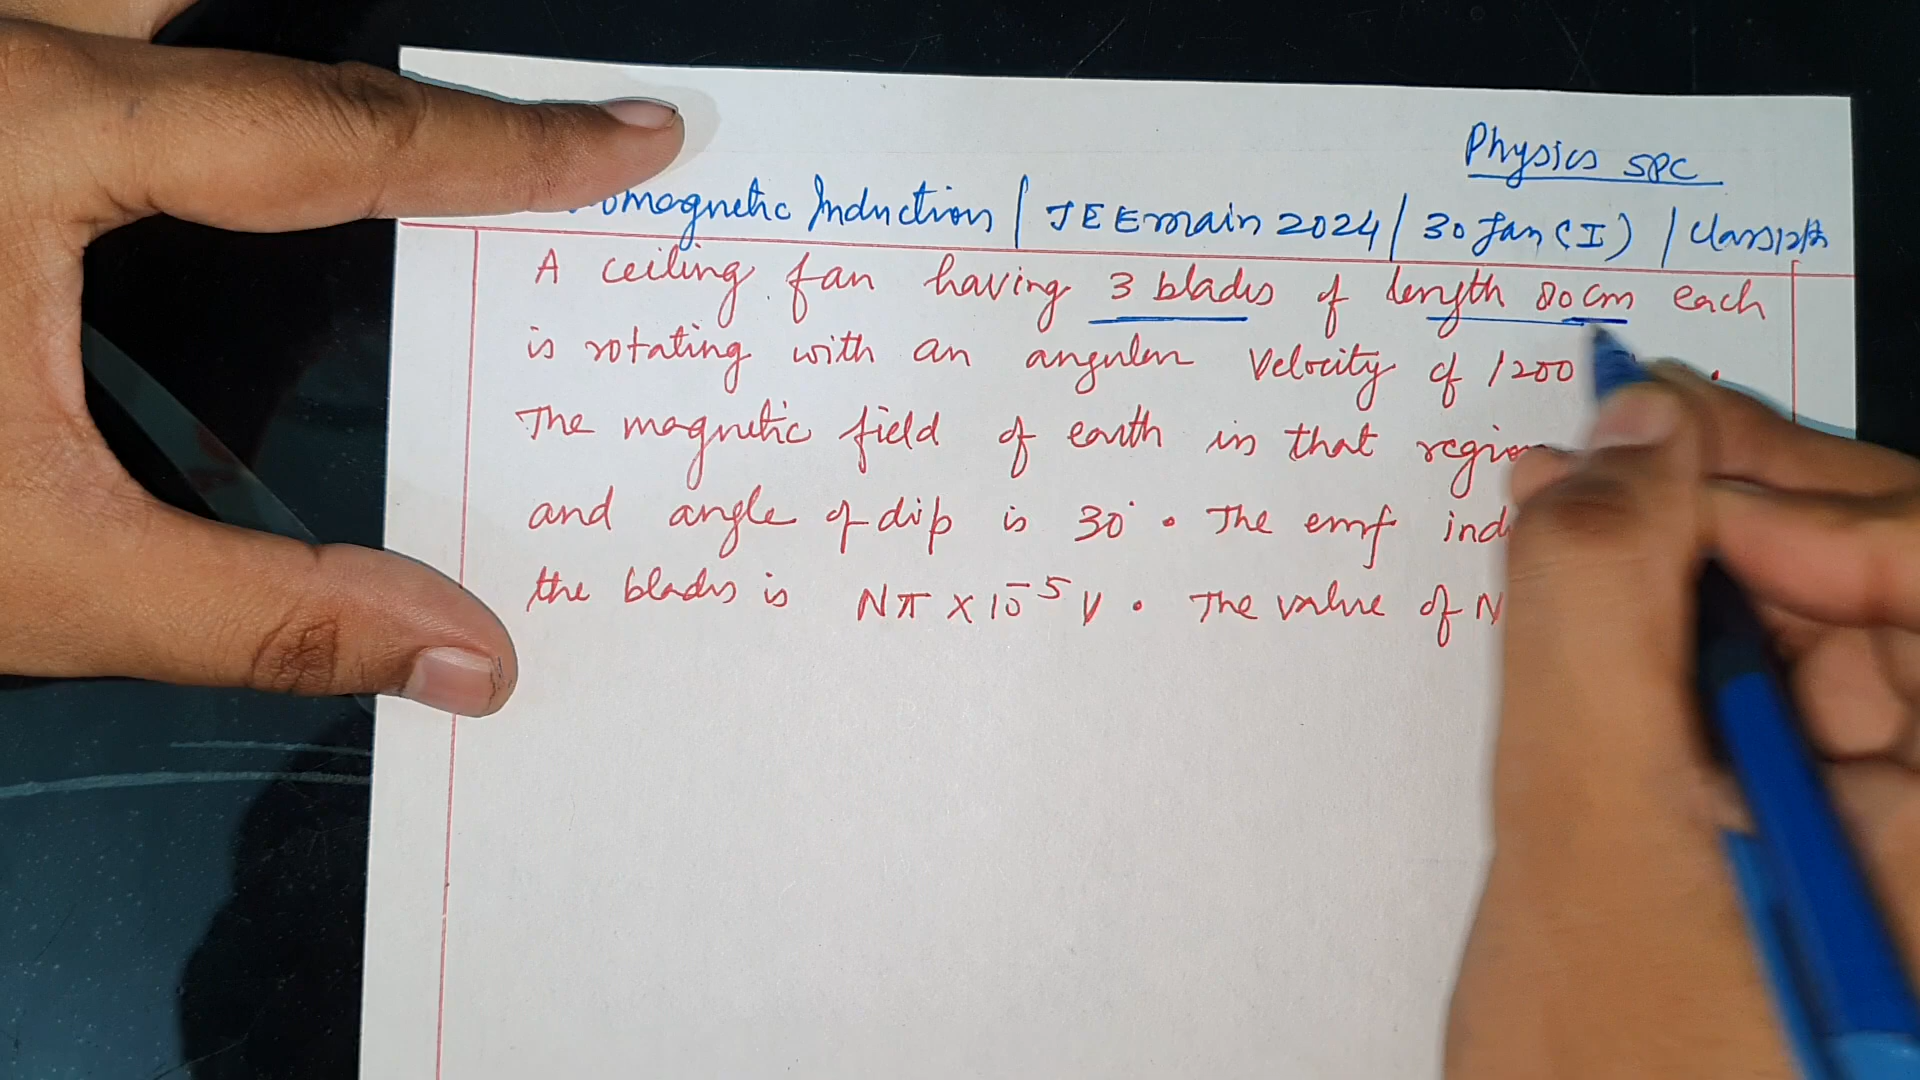 Physics SPC
omagnetic Induction / JEE main 2024 / 30 Jan (I) / Class 12th
A ceiling fan having 3 blades of length 80 cm each
is rotating with an angular velocity of 1200 .
The magnetic field of earth in that
and angle of dip is 30° . The emf
the blades is Nπ × 10⁻⁵ V . The value of N